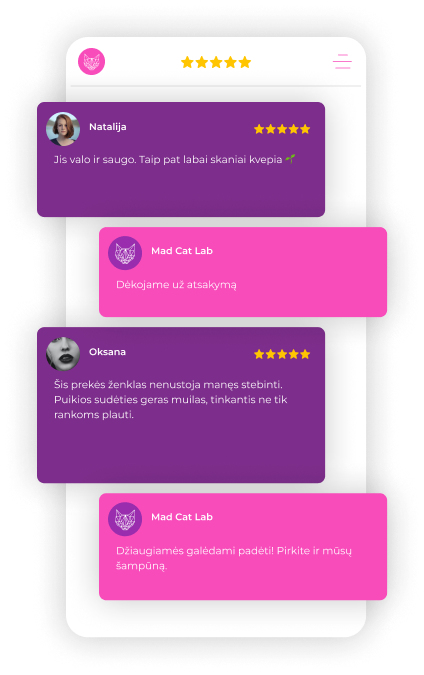 Natalija
Jis valo ir saugo. Taip pat labai skaniai kvepia🌱
Mad Cat Lab
Dėkojame už atsakymą
Oksana
Šis prekės ženklas nenustoja manęs stebinti.
Puikios sudėties geras muilas, tinkantis ne tik
rankoms plauti.
Mad Cat Lab
Džiaugiamės galėdami padėti! Pirkite ir mūsų
šampūną.